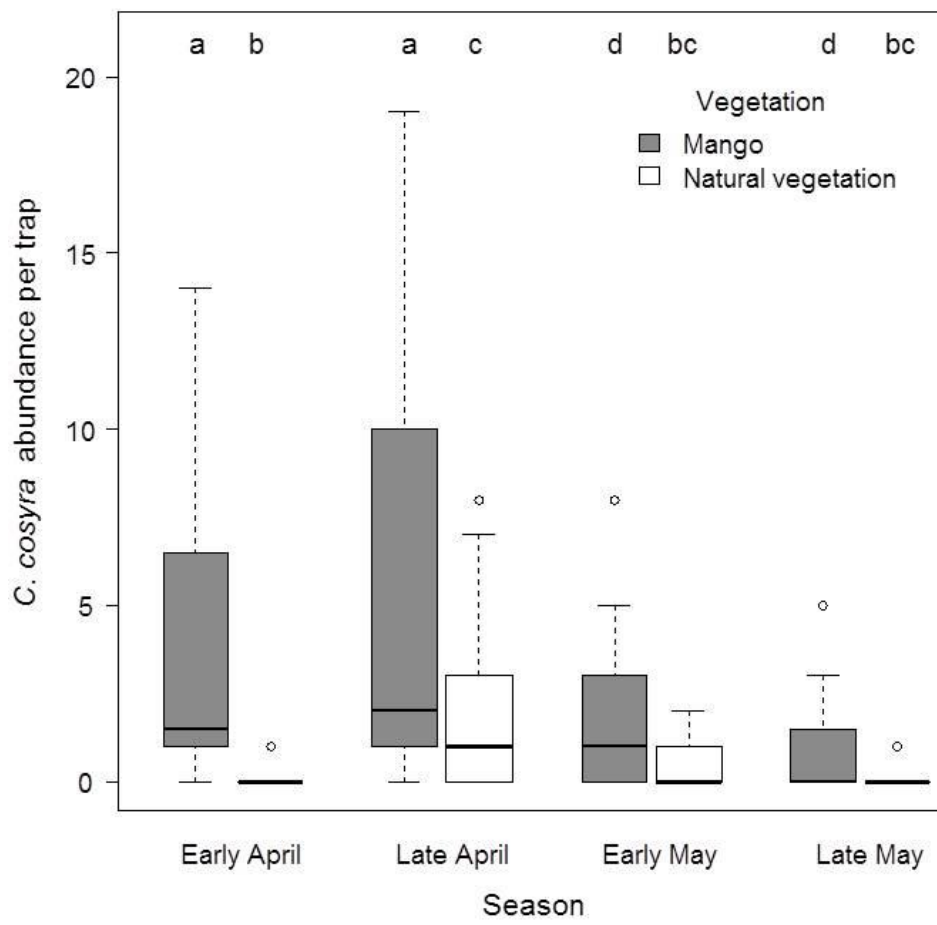 a b a c d bc d bc
Vegetation
Mango
Natural vegetation
20
15
10
5
0
C. cosyra abundance per trap
Early April Late April Early May Late May
Season